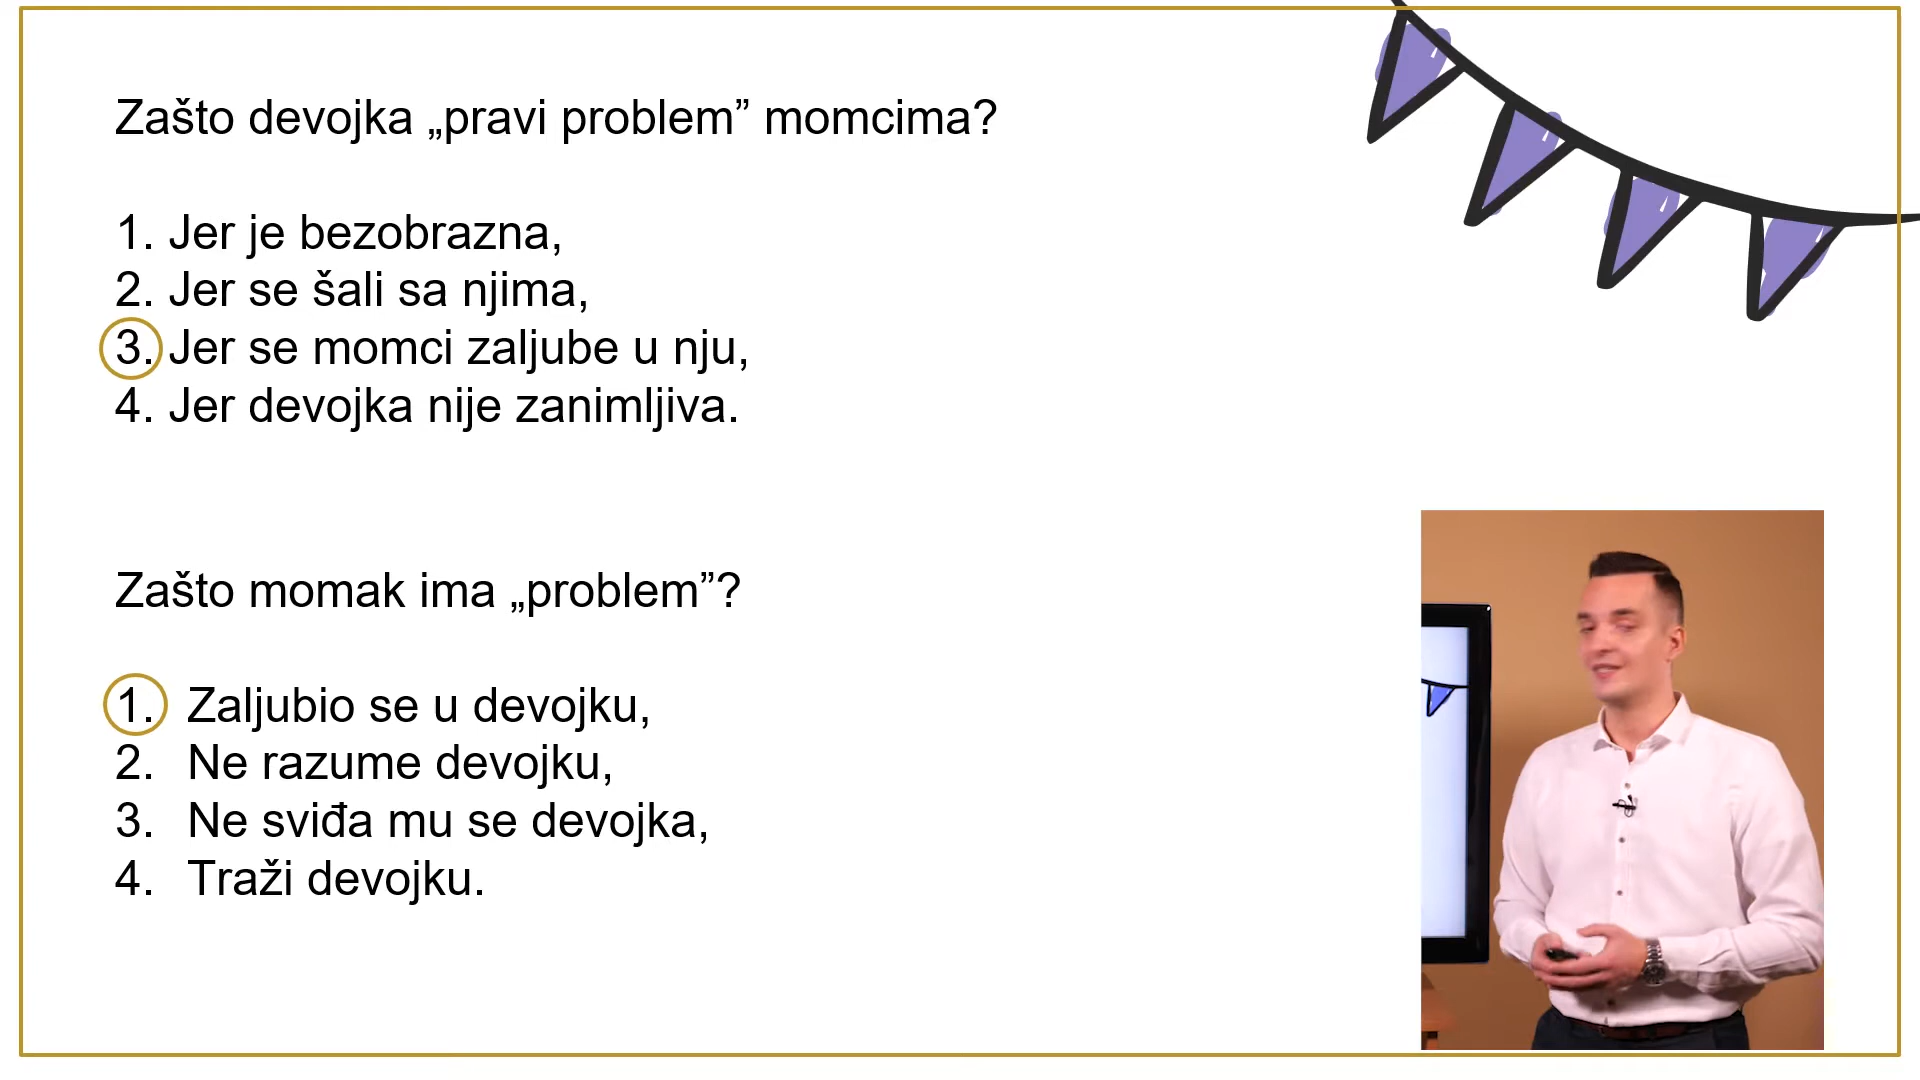 Zašto devojka „pravi problem” momcima?
1. Jer je bezobrazna,
2. Jer se šali sa njima,
3. Jer se momci zaljube u nju,
4. Jer devojka nije zanimljiva.
Zašto momak ima „problem”?
1. Zaljubio se u devojku,
2. Ne razume devojku,
3. Ne sviđa mu se devojka,
4. Traži devojku.